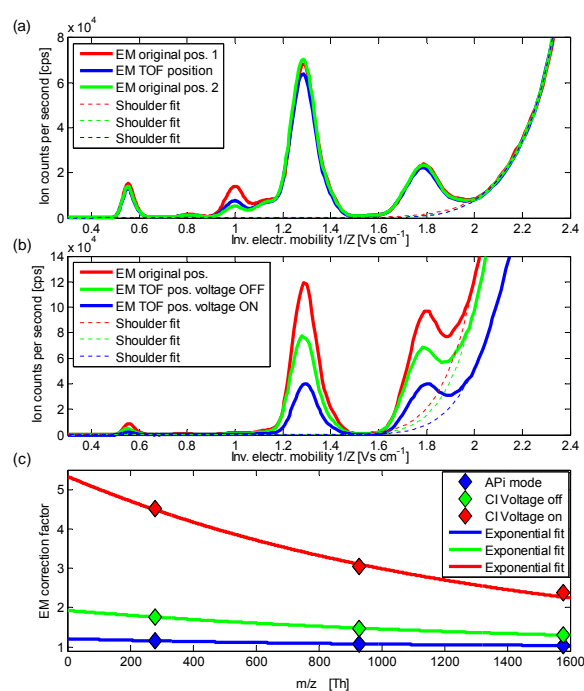 (a)
x 10⁴
8
6
4
2
0
Ion counts per second [cps]
EM original pos. 1
EM TOF position
EM original pos. 2
Shoulder fit
Shoulder fit
Shoulder fit
0.4 0.6 0.8 1 1.2 1.4 1.6 1.8 2 2.2 2.4
Inv. electr. mobility 1/Z [Vs cm⁻¹]
(b)
x 10⁴
14
12
10
8
6
4
2
0
Ion counts per second [cps]
EM original pos.
EM TOF pos. voltage OFF
EM TOF pos. voltage ON
Shoulder fit
Shoulder fit
Shoulder fit
0.4 0.6 0.8 1 1.2 1.4 1.6 1.8 2 2.2 2.4
Inv. electr. mobility 1/Z [Vs cm⁻¹]
(c)
5
4
3
2
1
EM correction factor
APi mode
CI Voltage off
CI Voltage on
Exponential fit
Exponential fit
Exponential fit
0 200 400 600 800 1000 1200 1400 1600
m/z [Th]